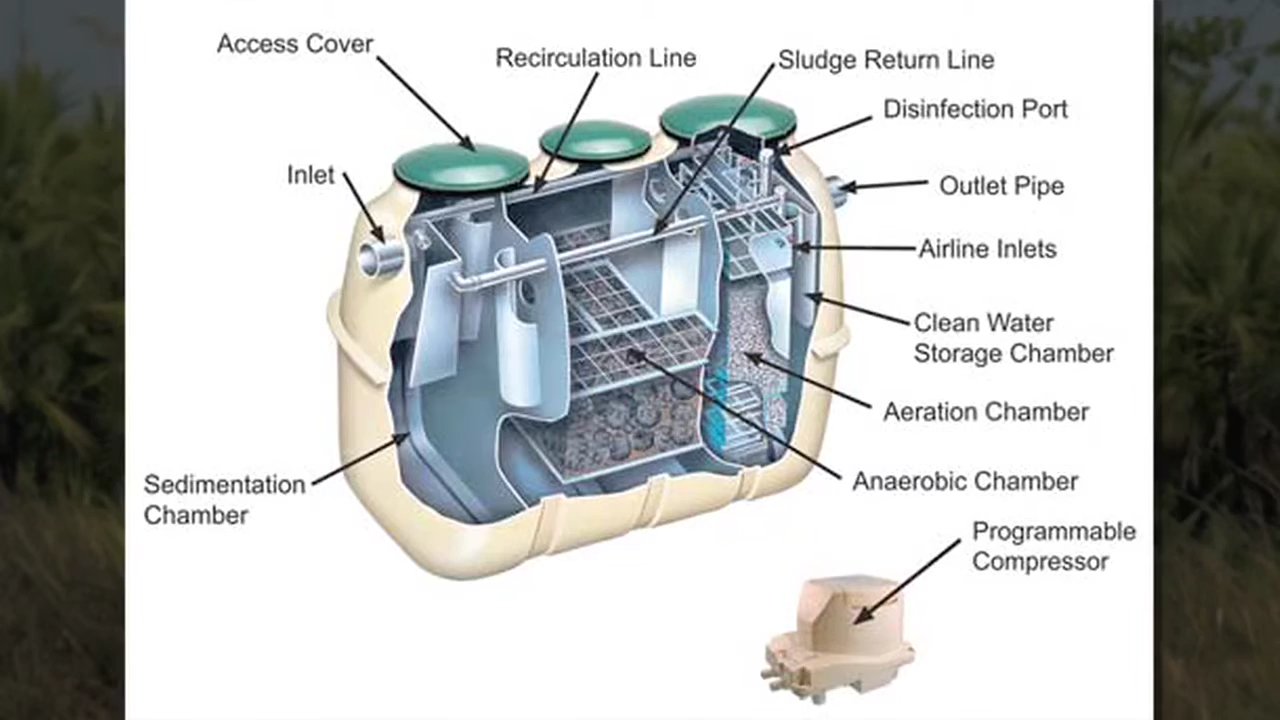 Access Cover
Recirculation Line
Sludge Return Line
Disinfection Port
Inlet
Outlet Pipe
Airline Inlets
Clean Water
Storage Chamber
Aeration Chamber
Anaerobic Chamber
Sedimentation
Chamber
Programmable
Compressor